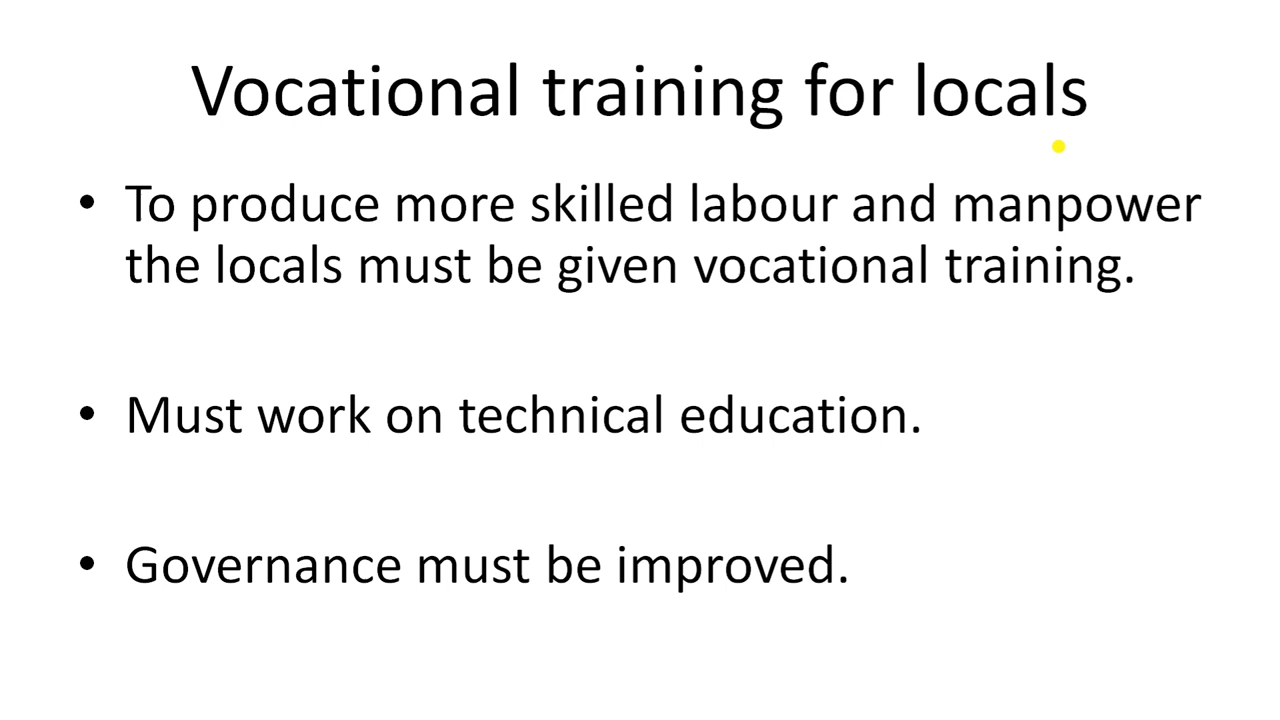 Vocational training for locals
• To produce more skilled labour and manpower
the locals must be given vocational training.
• Must work on technical education.
• Governance must be improved.